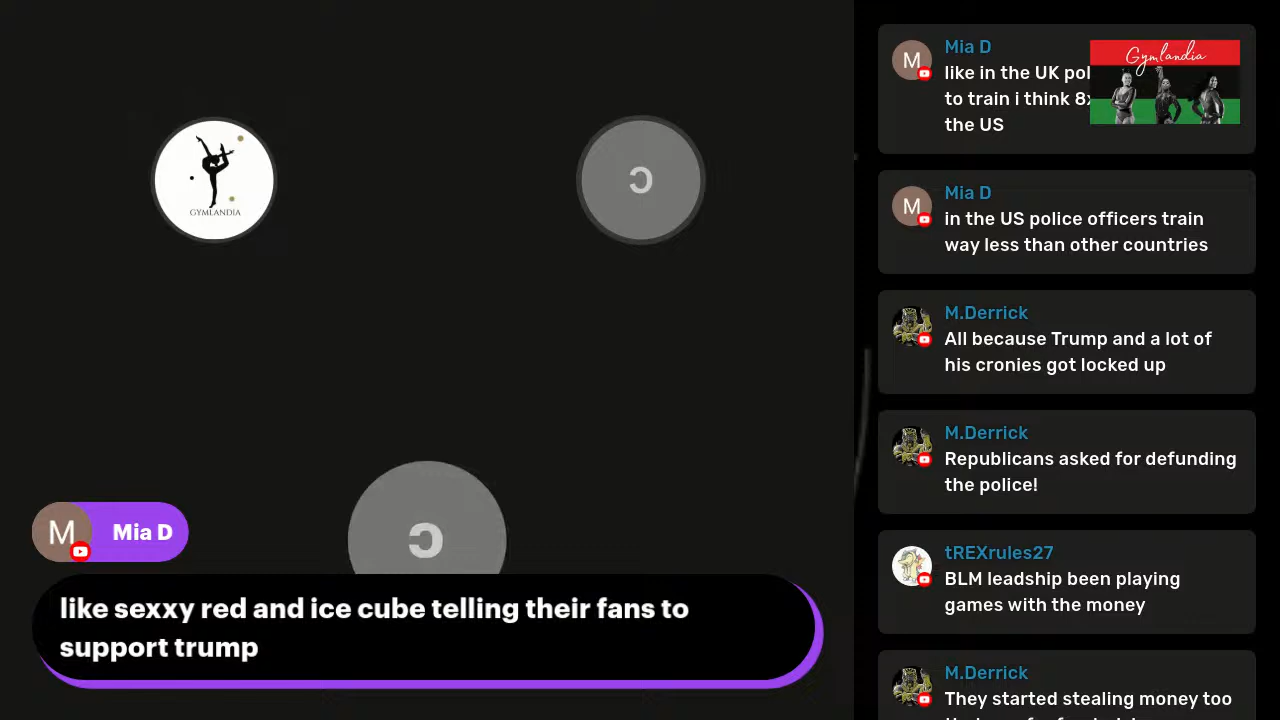 GYMLANDIA
Ɔ
Ɔ
M
Mia D
like sexxy red and ice cube telling their fans to
support trump
M
Mia D
like in the UK pol
to train i think 8x
the US
Gymlandia
M
Mia D
in the US police officers train
way less than other countries
M.Derrick
All because Trump and a lot of
his cronies got locked up
M.Derrick
Republicans asked for defunding
the police!
tREXrules27
BLM leadship been playing
games with the money
M.Derrick
They started stealing money too